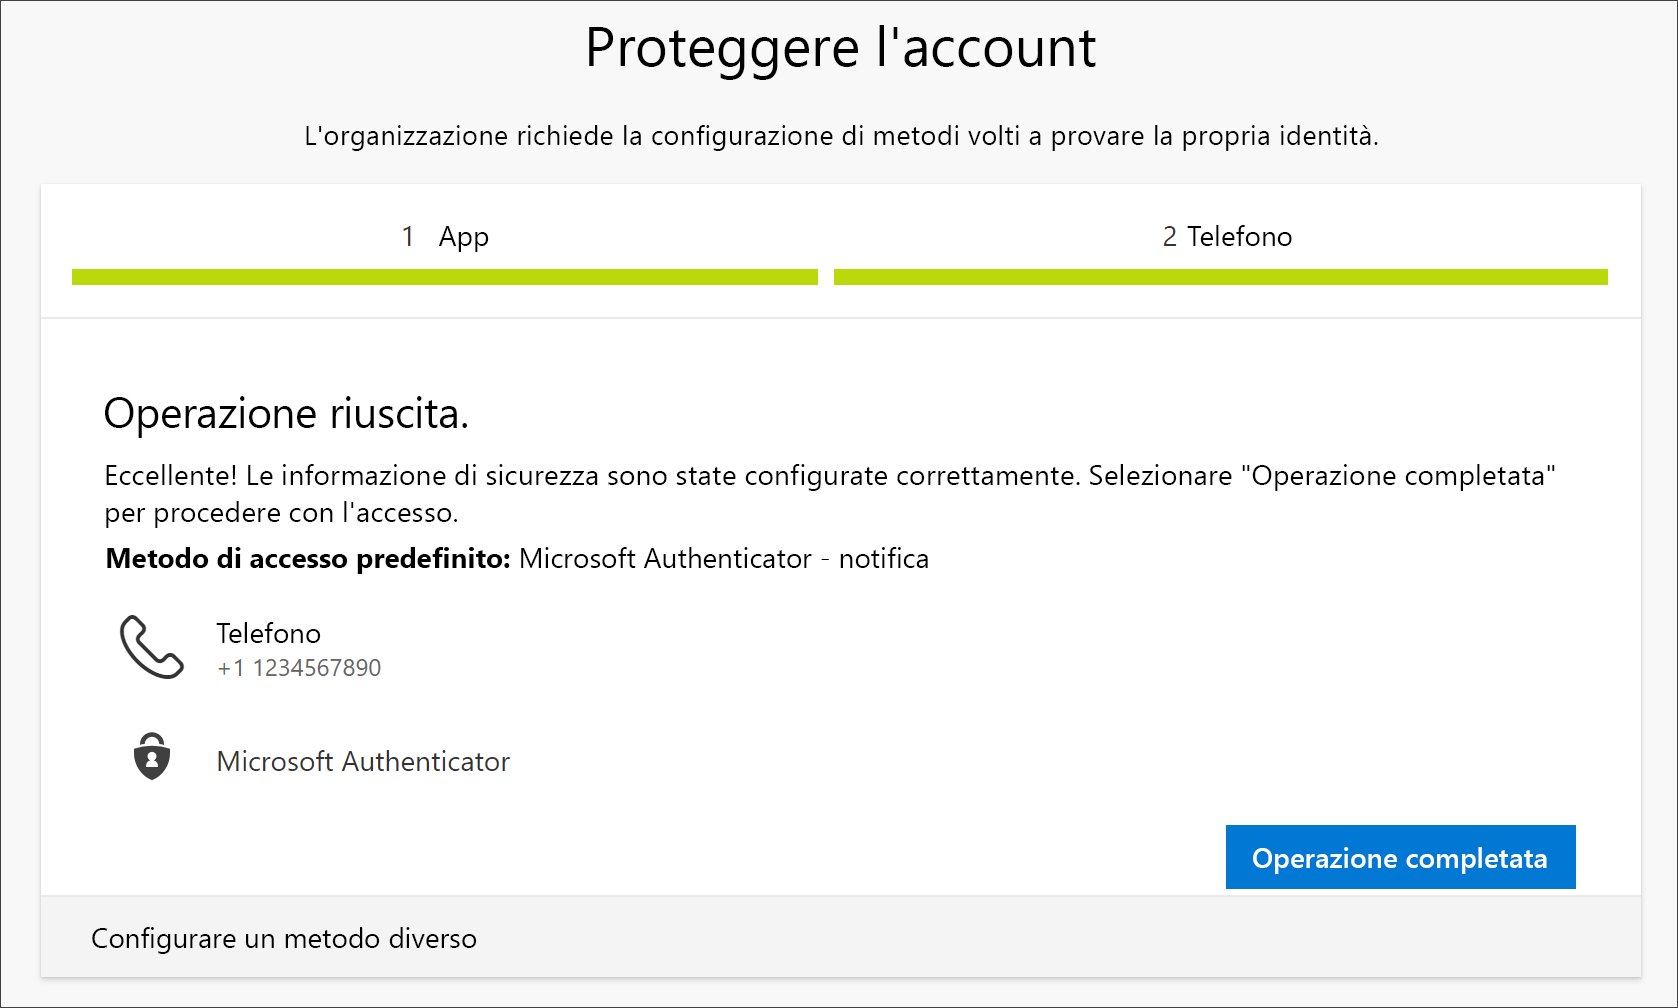 Proteggere l'account
L'organizzazione richiede la configurazione di metodi volti a provare la propria identità.
1 App
2 Telefono
Operazione riuscita.
Eccellente! Le informazione di sicurezza sono state configurate correttamente. Selezionare "Operazione completata"
per procedere con l'accesso.
Metodo di accesso predefinito: Microsoft Authenticator - notifica
Telefono
+1 1234567890
Microsoft Authenticator
Operazione completata
Configurare un metodo diverso